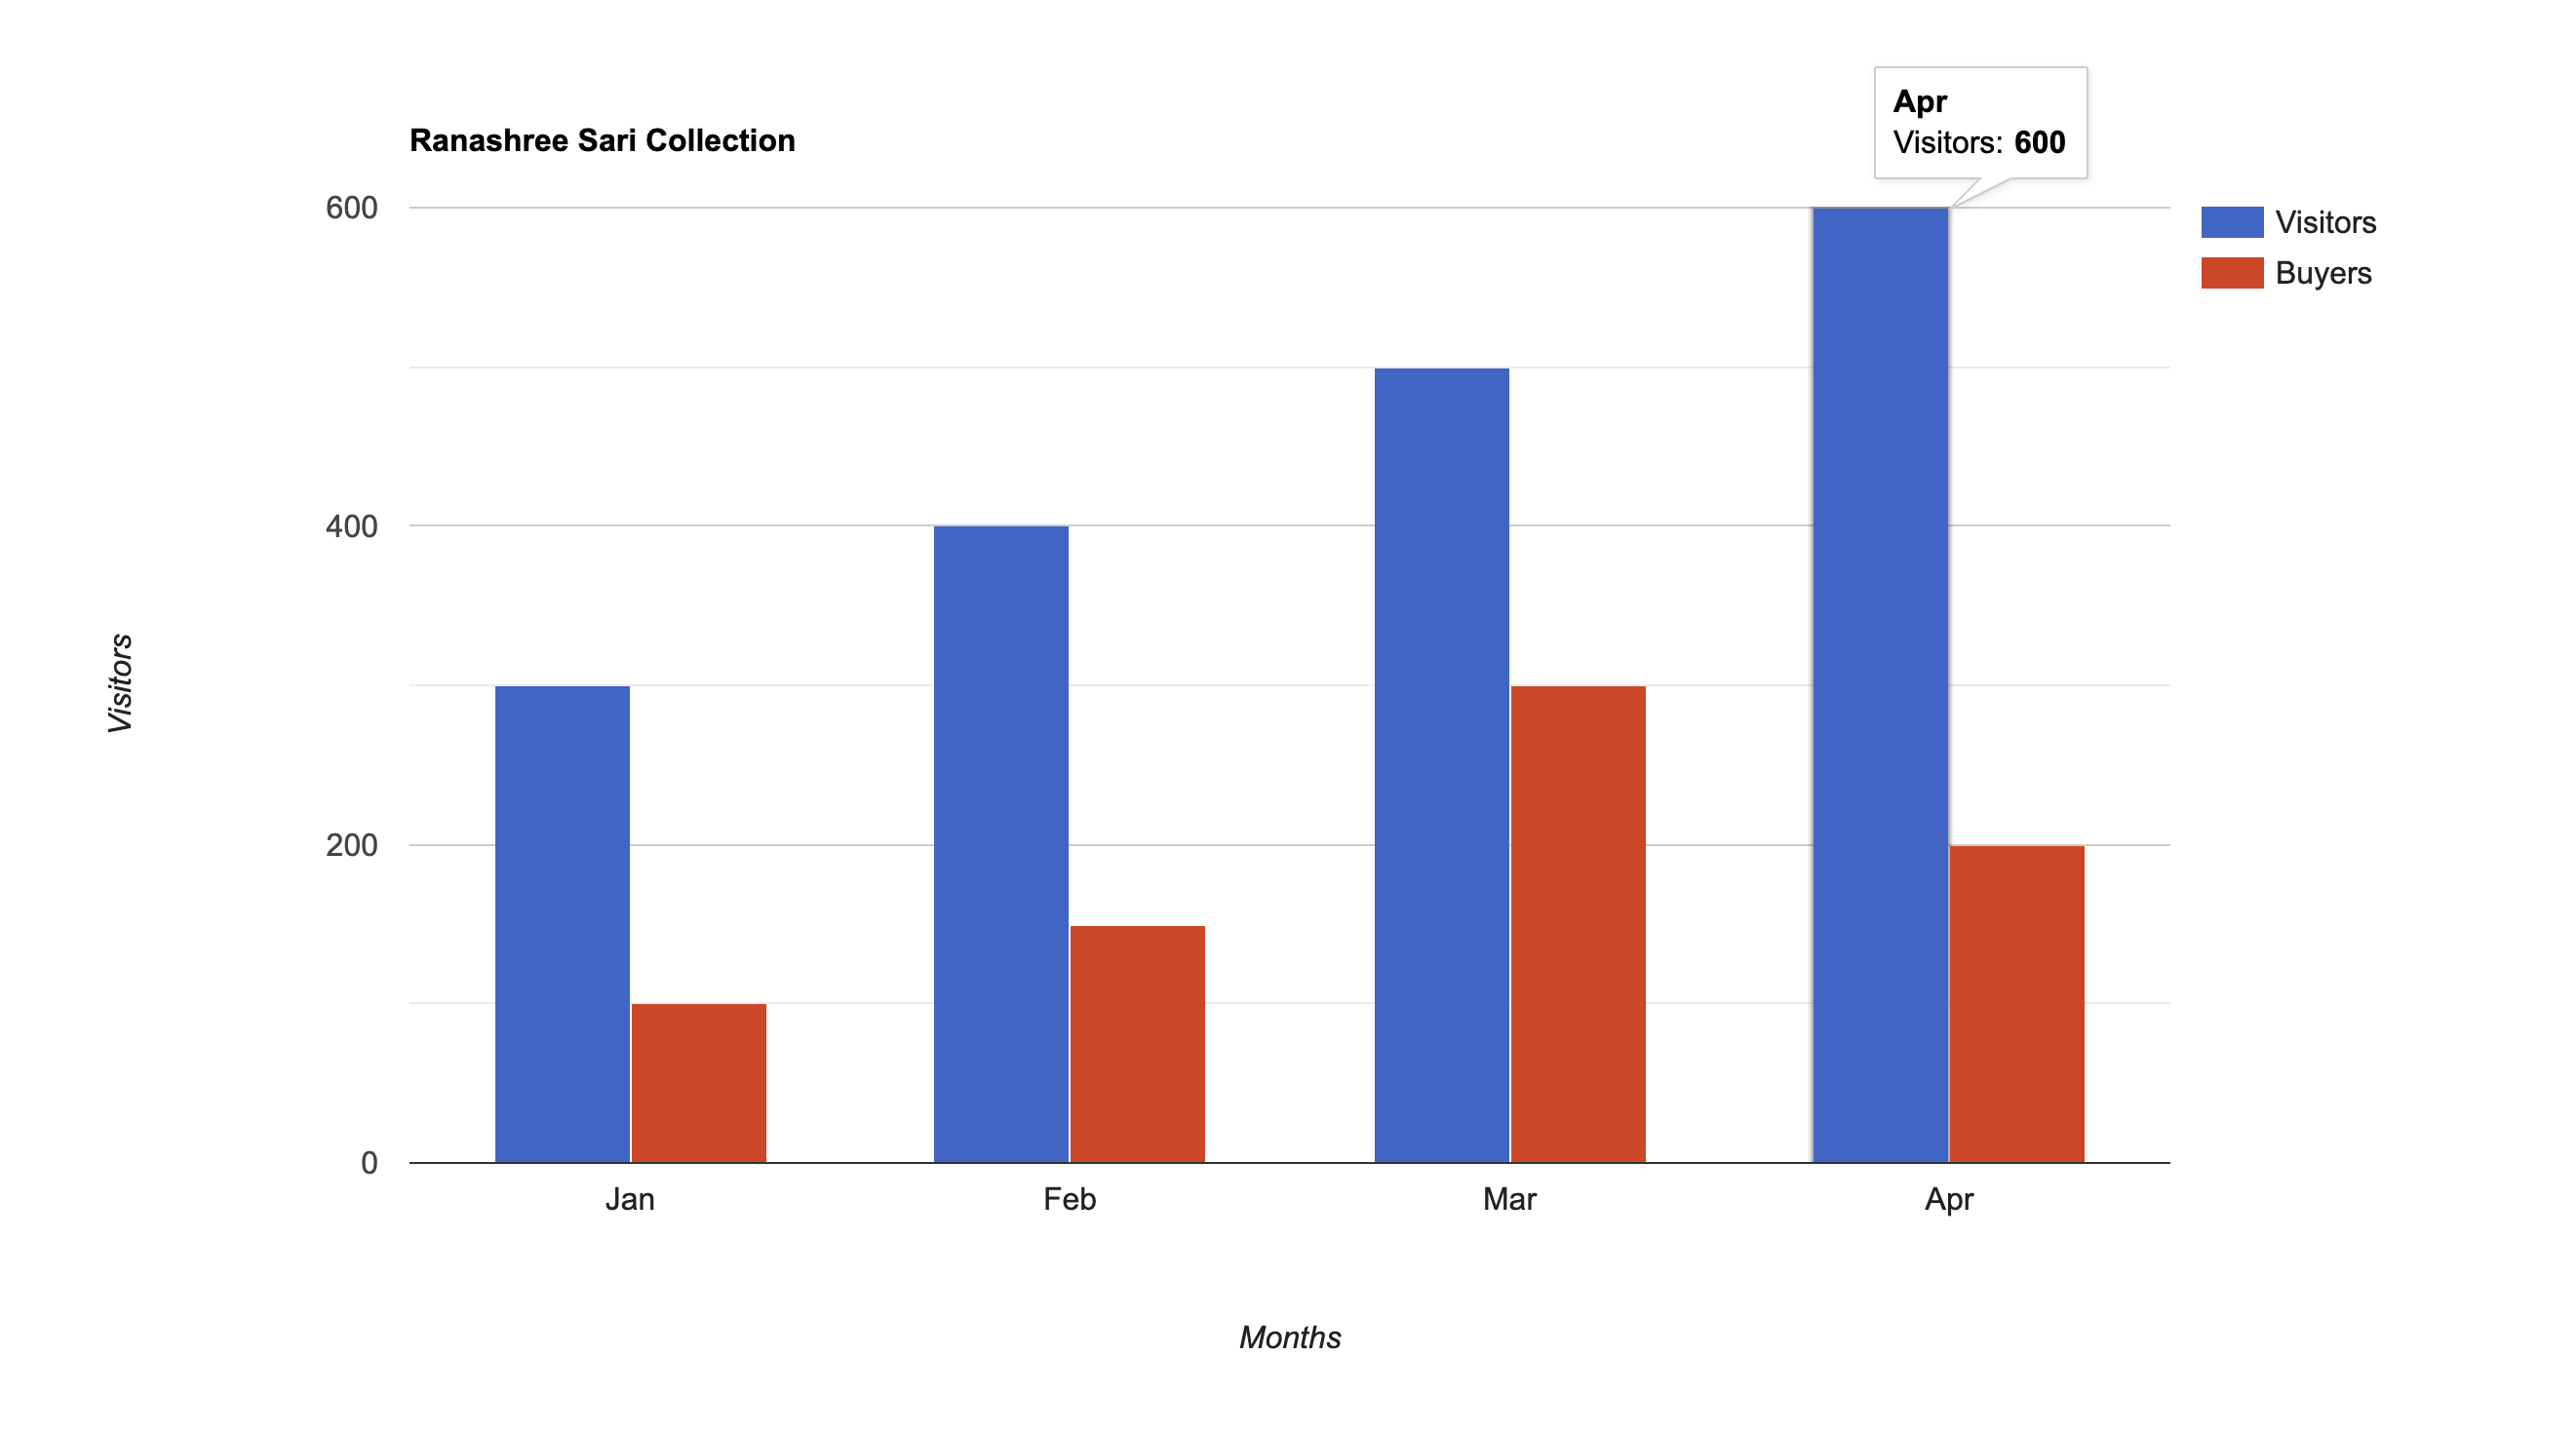 Apr
Visitors: 600
Ranashree Sari Collection
600
400
200
0
Visitors
Visitors
Buyers
Jan
Feb
Mar
Apr
Months